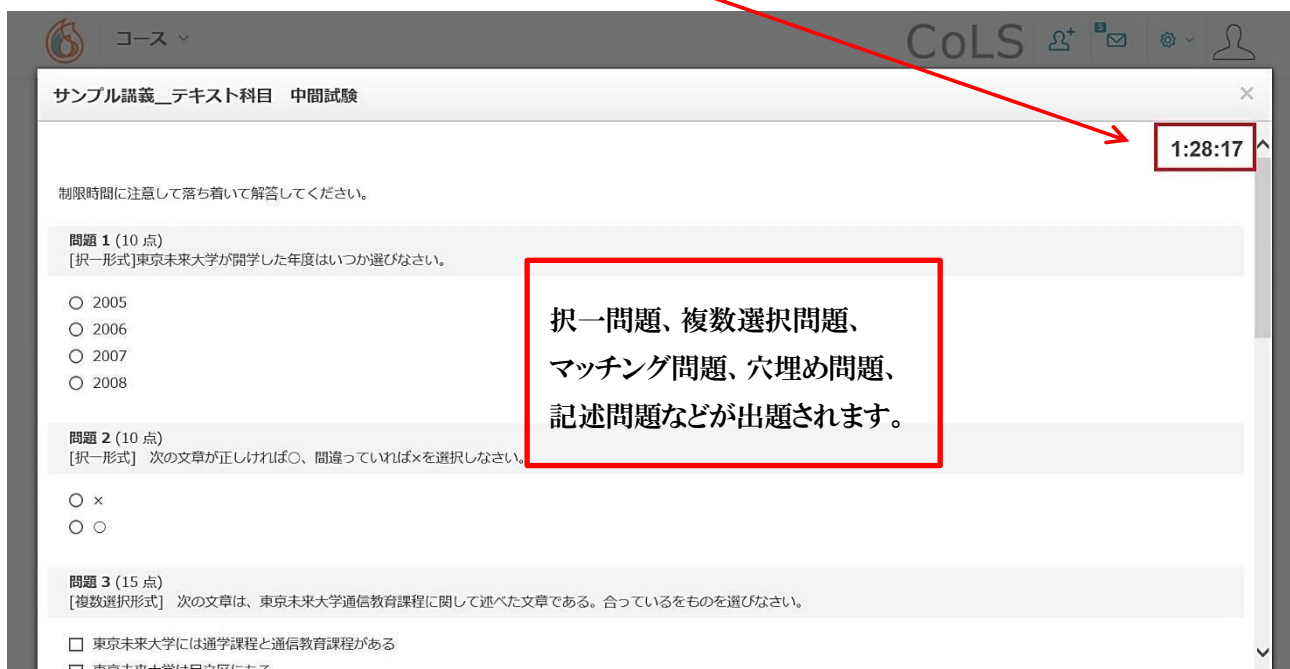 コース
CoLS
サンプル講義__テキスト科目　中間試験
1:28:17
制限時間に注意して落ち着いて解答してください。
問題 1 (10 点)
[択一形式]東京未来大学が開学した年度はいつか選びなさい。
2005
2006
2007
2008
択一問題、複数選択問題、
マッチング問題、穴埋め問題、
記述問題などが出題されます。
問題 2 (10 点)
[択一形式]　次の文章が正しければ○、間違っていれば×を選択しなさい。
×
○
問題 3 (15 点)
[複数選択形式]　次の文章は、東京未来大学通信教育課程に関して述べた文章である。合っているをものを選びなさい。
東京未来大学には通学課程と通信教育課程がある